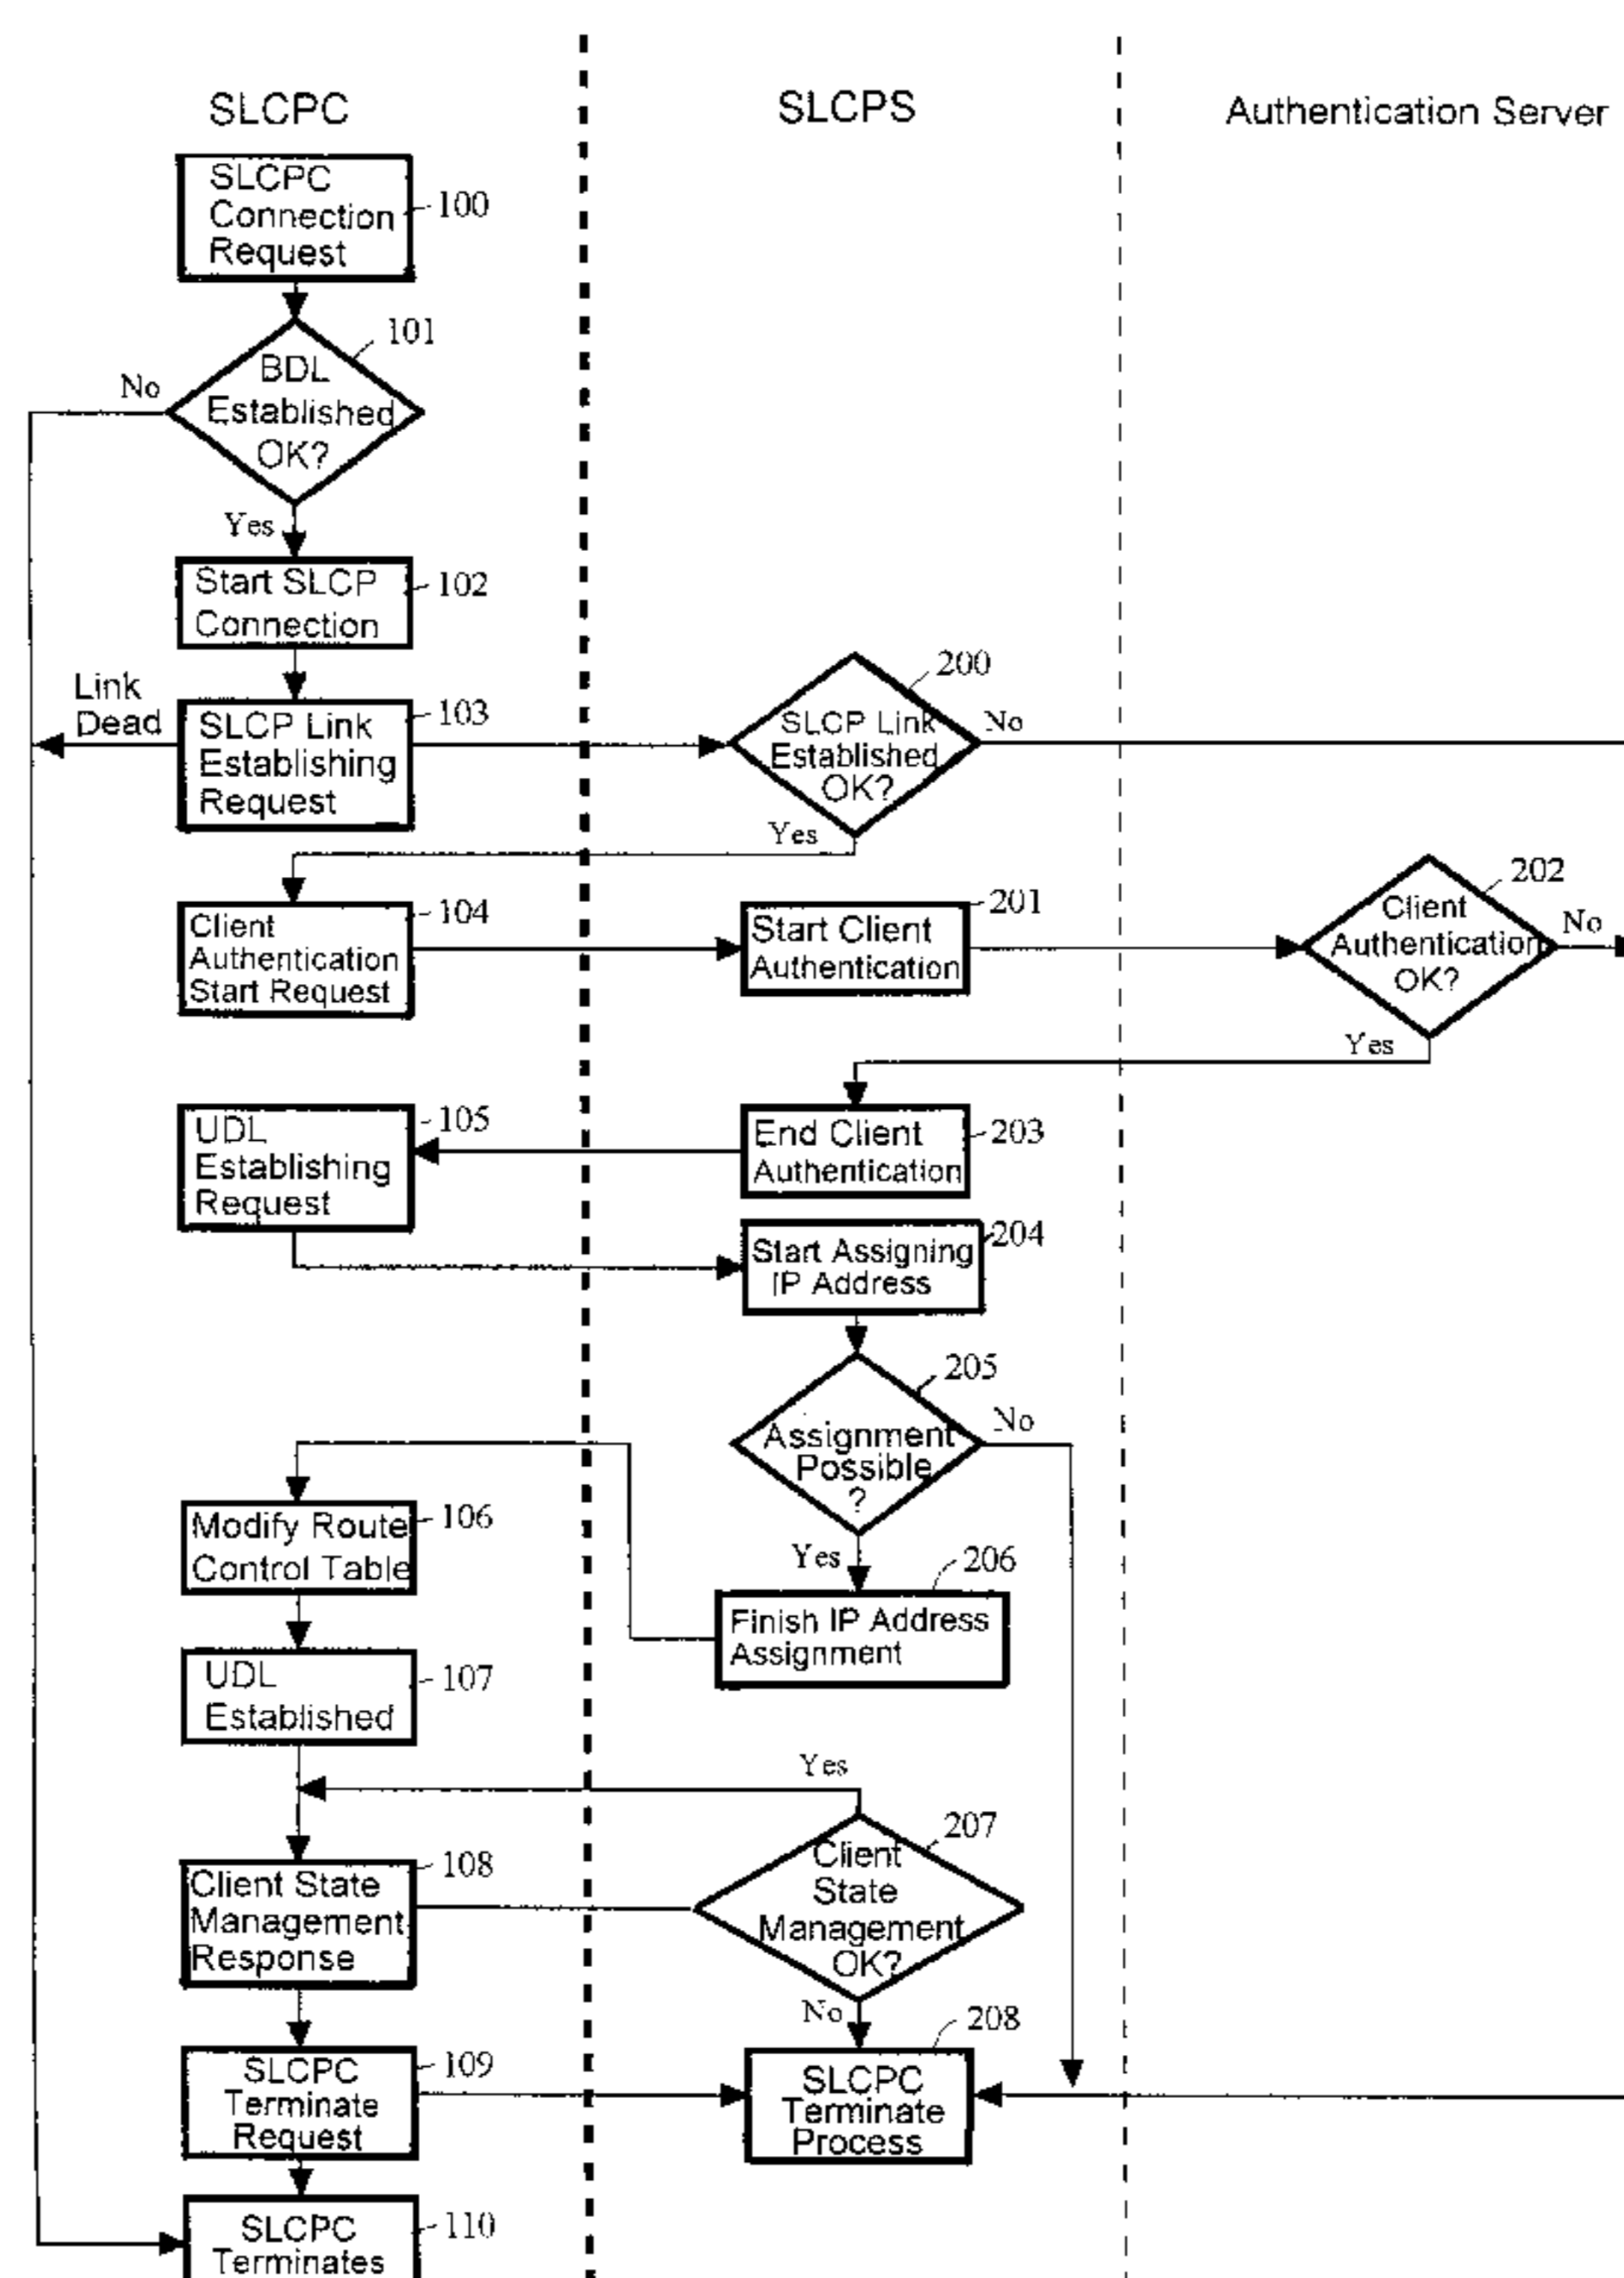 SLCPC
SLCPS
Authentication Server
SLCPC
Connection
Request
100
101
BDL
Established
OK?
No
Yes
Start SLCP
Connection
102
Link
Dead
SLCP Link
Establishing
Request
103
200
SLCP Link
Established
OK?
No
Yes
Client
Authentication
Start Request
104
Start Client
Authentication
201
202
Client
Authentication
OK?
No
Yes
UDL
Establishing
Request
105
End Client
Authentication
203
Start Assigning
IP Address
204
205
Assignment
Possible
?
No
Yes
Modify Route
Control Table
106
206
Finish IP Address
Assignment
UDL
Established
107
Yes
207
Client
State
Management
OK?
No
Client State
Management
Response
108
SLCPC
Terminate
Request
109
208
SLCPC
Terminate
Process
SLCPC
Terminates
110